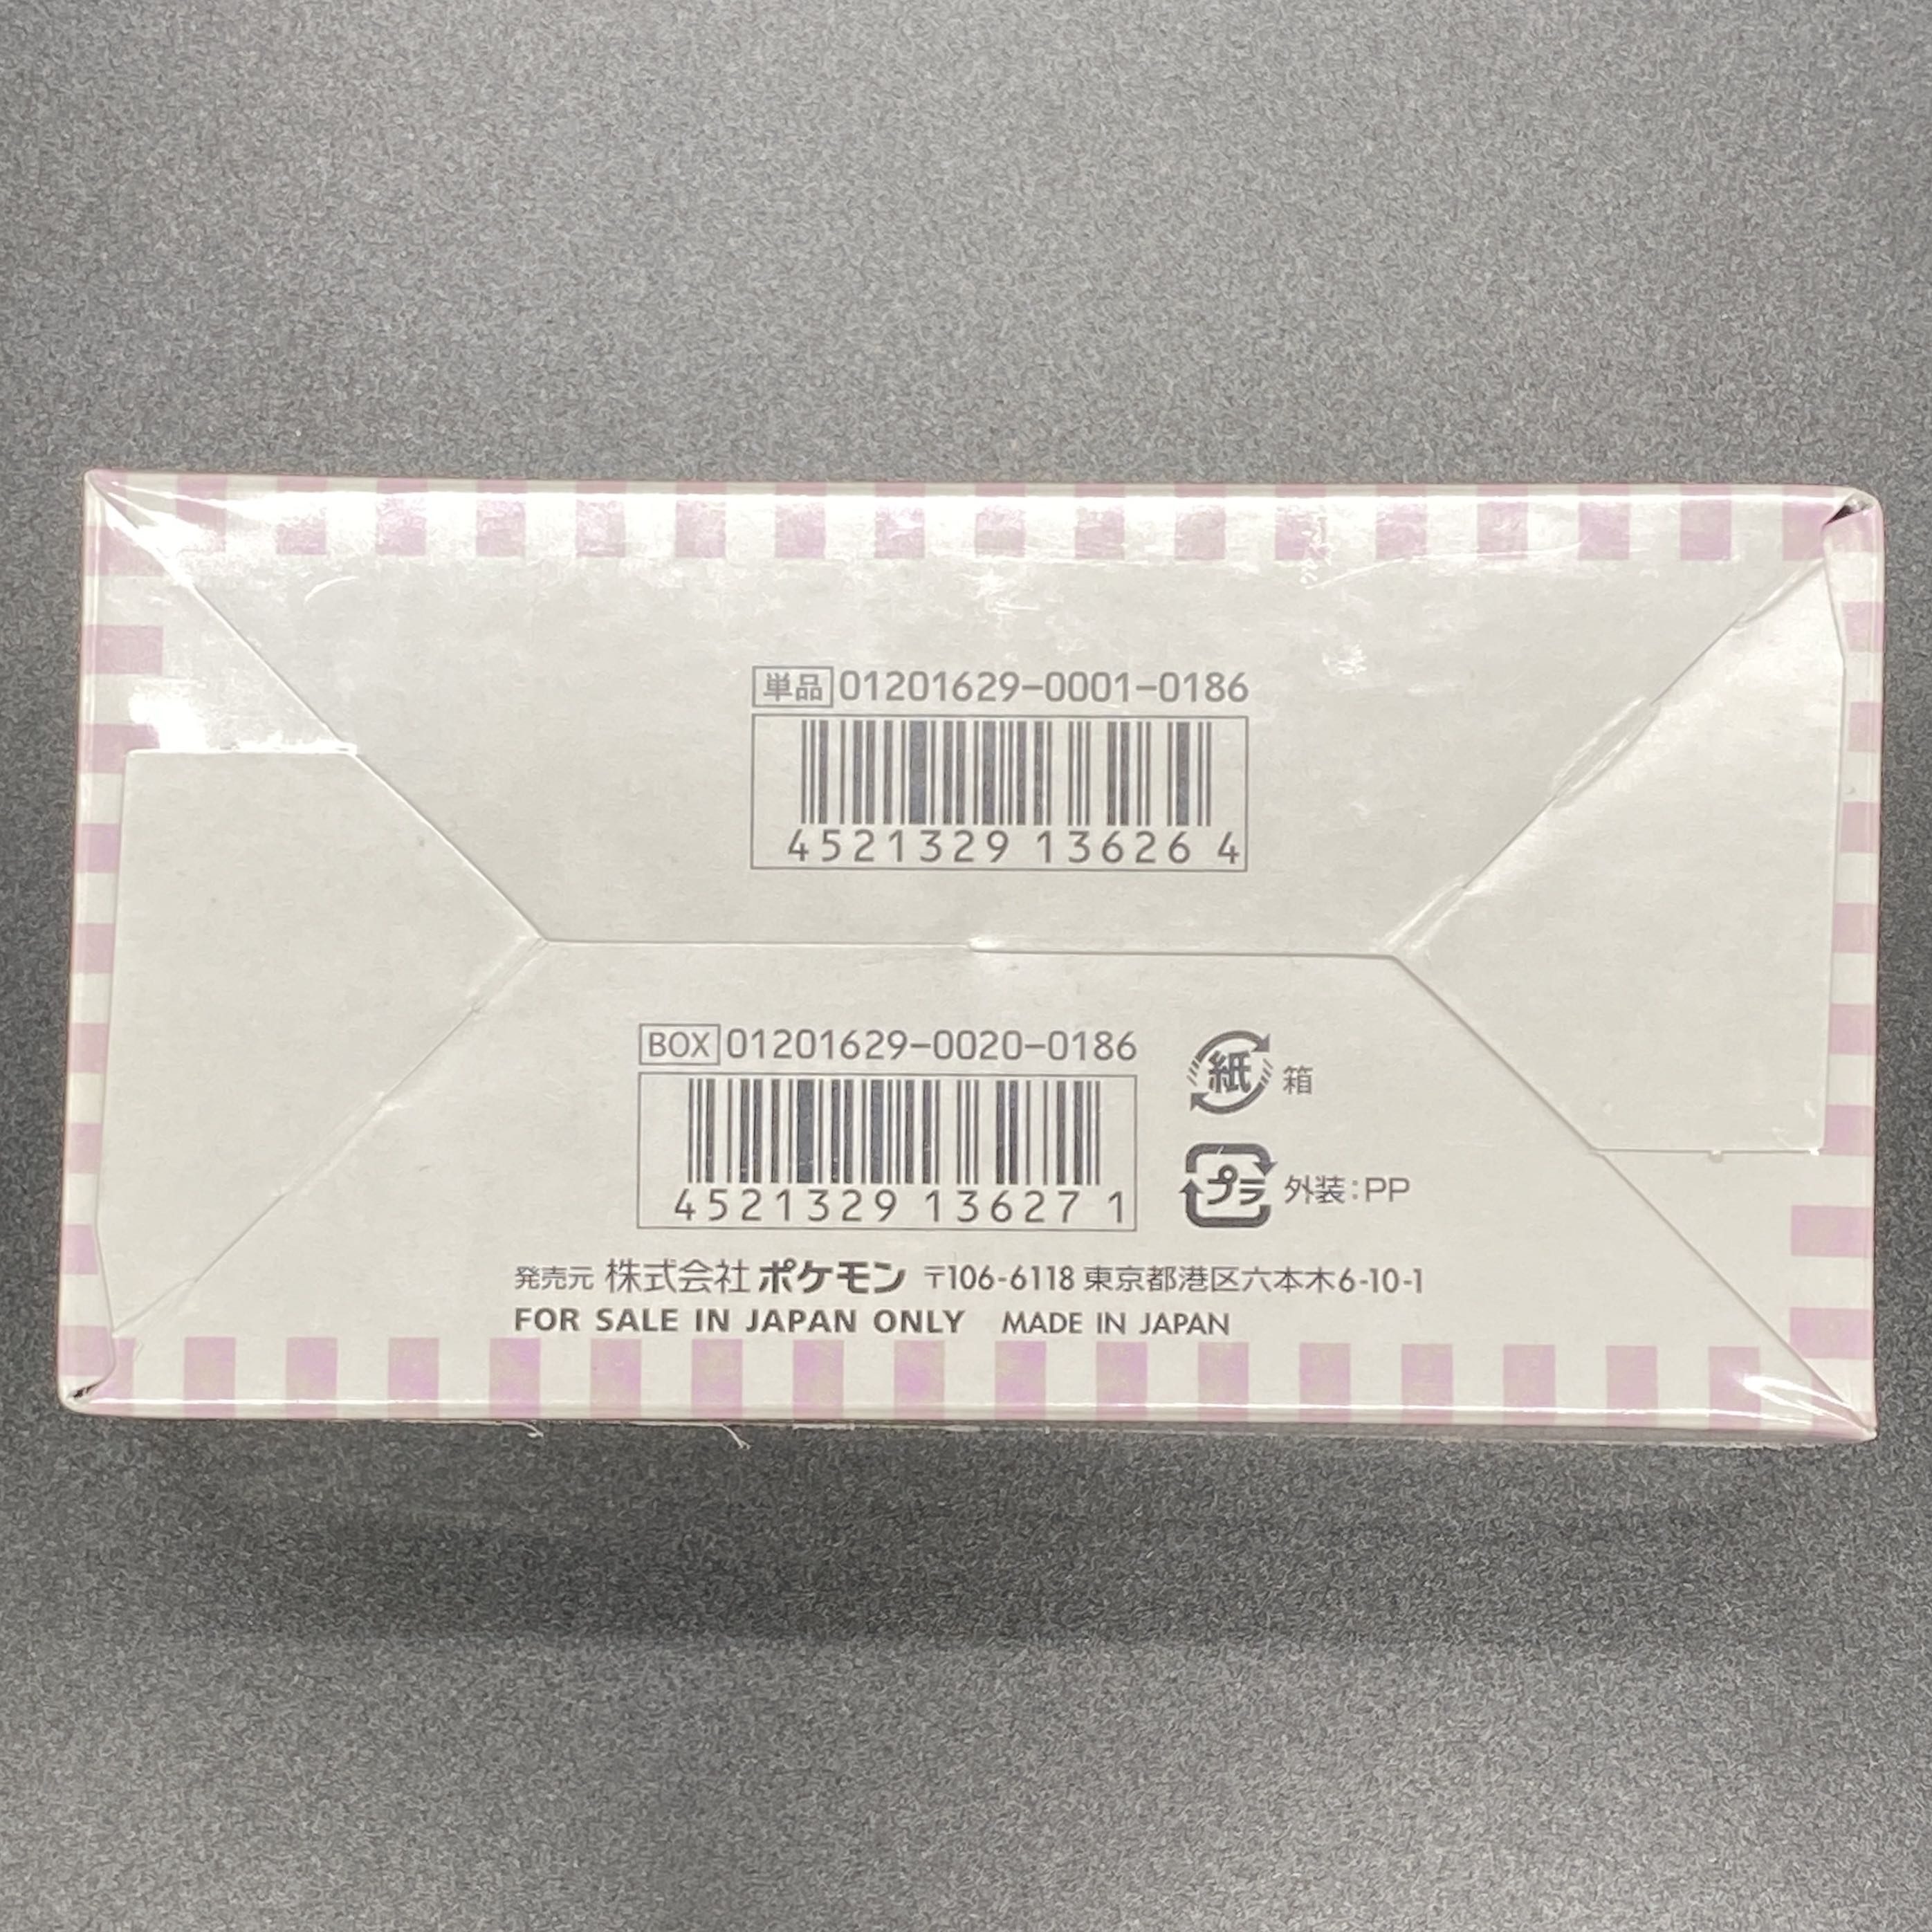 単品 01201629-0001-0186
4521329 13626 4
BOX 01201629-0020-0186
4521329 13627 1
紙 箱
プラ 外装:PP
発売元 株式会社 ポケモン 〒106-6118 東京都港区六本木6-10-1
FOR SALE IN JAPAN ONLY MADE IN JAPAN